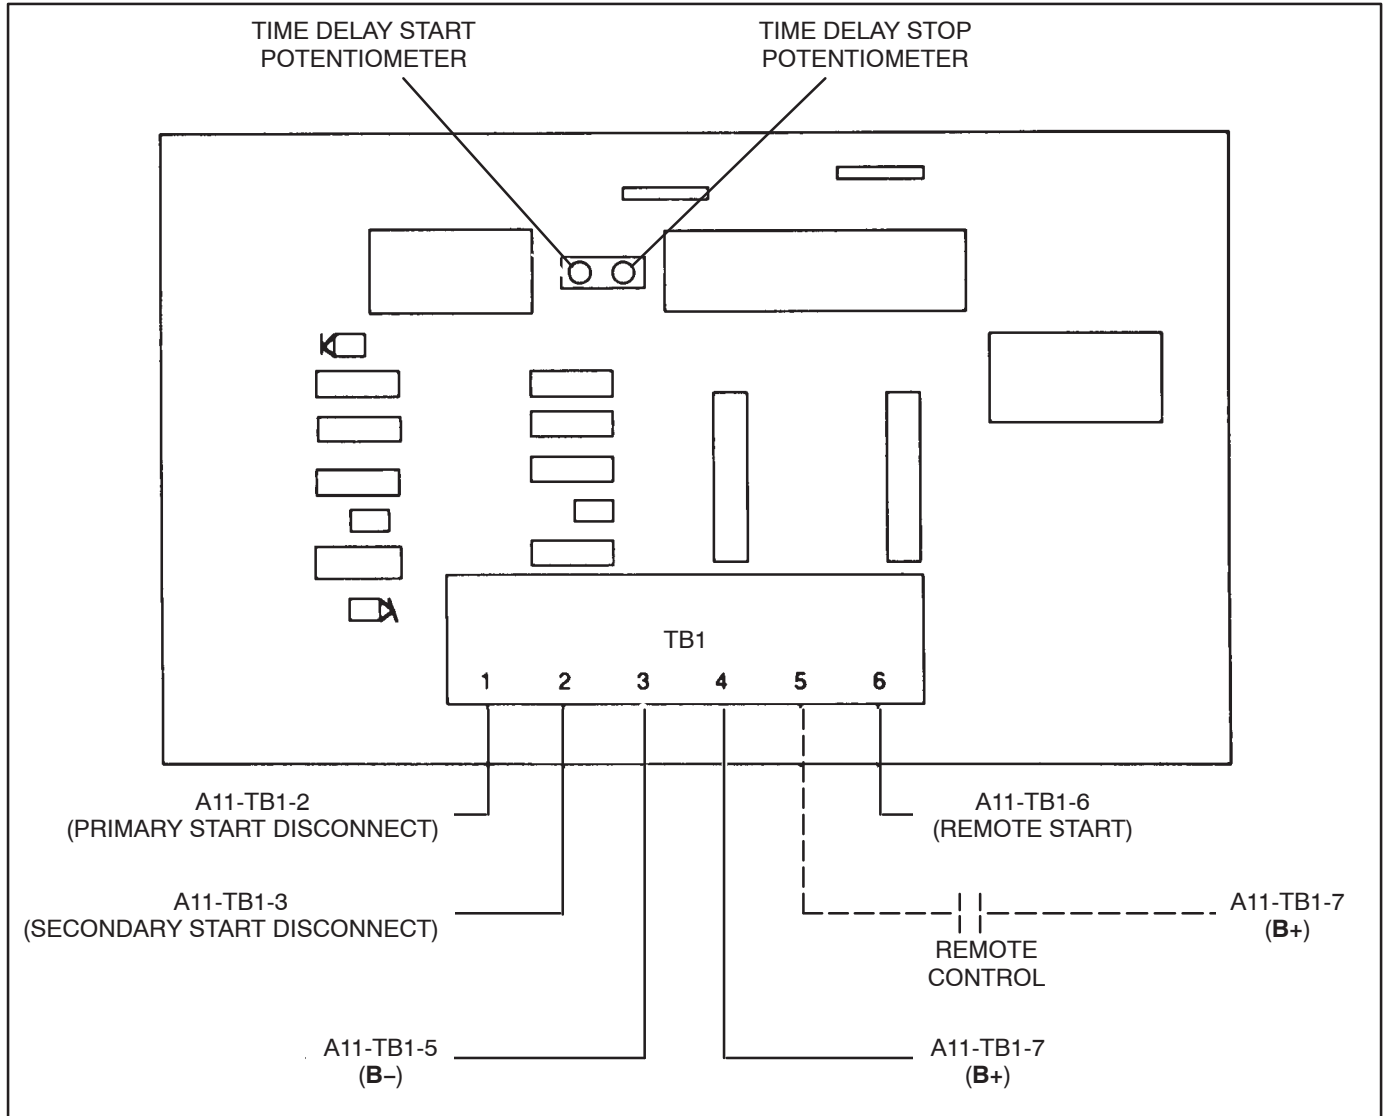 TIME DELAY START
POTENTIOMETER
TIME DELAY STOP
POTENTIOMETER
TB1
1 2 3 4 5 6
A11-TB1-2
(PRIMARY START DISCONNECT)
A11-TB1-6
(REMOTE START)
A11-TB1-3
(SECONDARY START DISCONNECT)
A11-TB1-7
(B+)
REMOTE
CONTROL
A11-TB1-5
(B–)
A11-TB1-7
(B+)